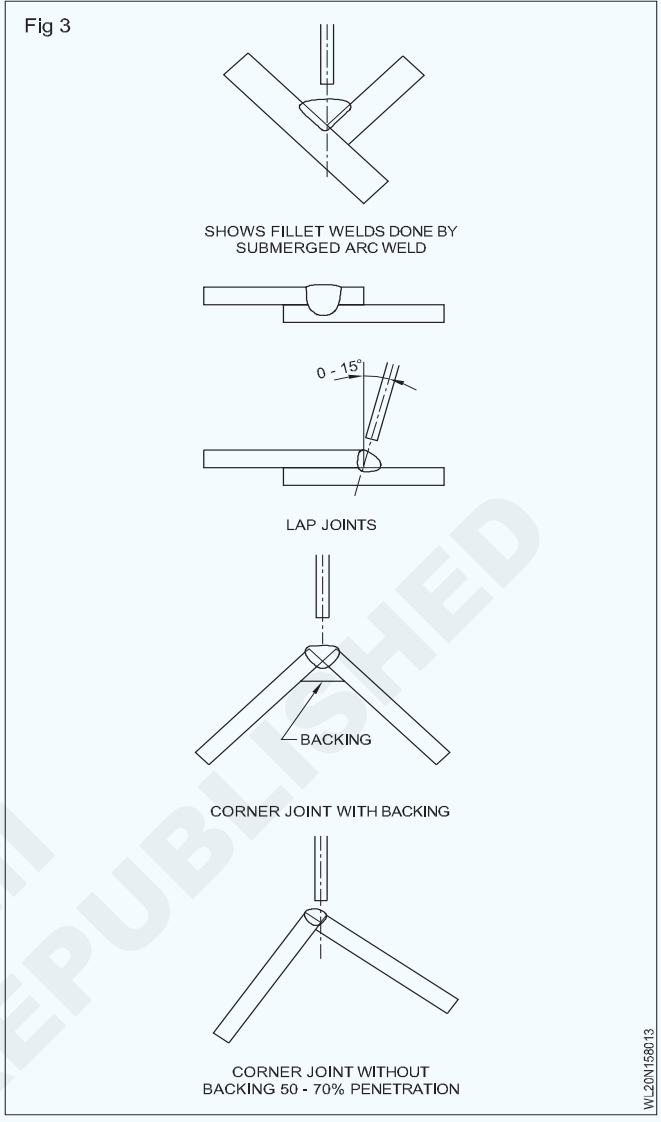 Fig 3
SHOWS FILLET WELDS DONE BY
SUBMERGED ARC WELD
0 - 15°
LAP JOINTS
BACKING
CORNER JOINT WITH BACKING
CORNER JOINT WITHOUT
BACKING 50 - 70% PENETRATION
WL20N158013